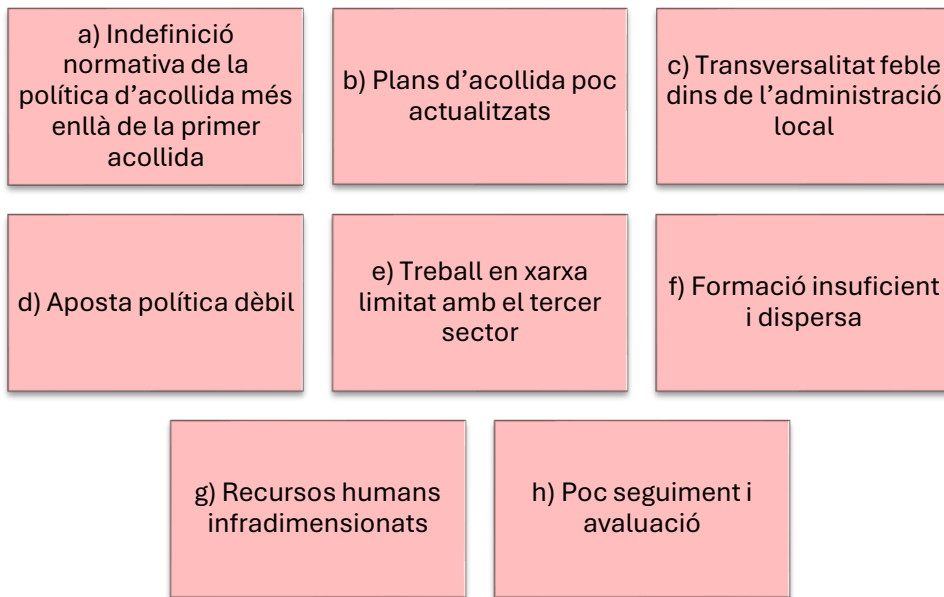 a) Indefinició
normativa de la
política d’acollida més
enllà de la primer
acollida
b) Plans d’acollida poc
actualitzats
c) Transversalitat feble
dins de l’administració
local
d) Aposta política dèbil
e) Treball en xarxa
limitat amb el tercer
sector
f) Formació insuficient
i dispersa
g) Recursos humans
infradimensionats
h) Poc seguiment i
avaluació